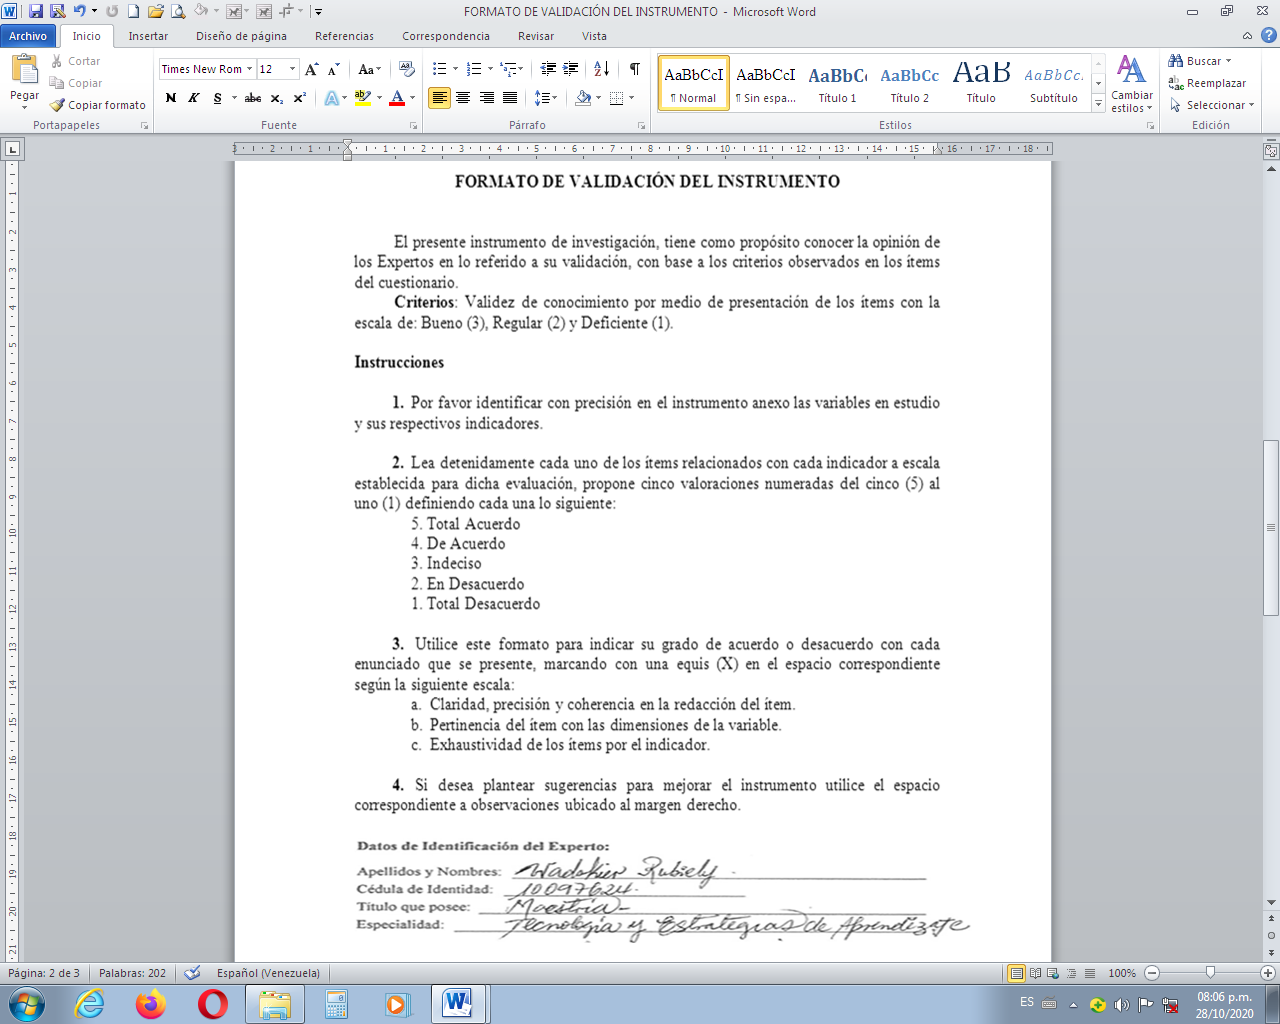 FORMATO DE VALIDACIÓN DEL INSTRUMENTO - Microsoft Word
Archivo Inicio Insertar Diseño de página Referencias Correspondencia Revisar Vista
Pegar
Cortar
Copiar
Copiar formato
Portapapeles
Times New Rom 12
Fuente
Párrafo
AaBbCcI AaBbCcI AaBbC AaBbCc AaB AaBbCc.
¶ Normal ¶ Sin espa... Título 1 Título 2 Título Subtítulo
Cambiar estilos
Estilos
Buscar
Reemplazar
Seleccionar
Edición
FORMATO DE VALIDACIÓN DEL INSTRUMENTO
El presente instrumento de investigación, tiene como propósito conocer la opinión de
los Expertos en lo referido a su validación, con base a los criterios observados en los ítems
del cuestionario.
Criterios: Validez de conocimiento por medio de presentación de los ítems con la
escala de: Bueno (3), Regular (2) y Deficiente (1).
Instrucciones
1. Por favor identificar con precisión en el instrumento anexo las variables en estudio
y sus respectivos indicadores.
2. Lea detenidamente cada uno de los ítems relacionados con cada indicador a escala
establecida para dicha evaluación, propone cinco valoraciones numeradas del cinco (5) al
uno (1) definiendo cada una lo siguiente:
5. Total Acuerdo
4. De Acuerdo
3. Indeciso
2. En Desacuerdo
1. Total Desacuerdo
3. Utilice este formato para indicar su grado de acuerdo o desacuerdo con cada
enunciado que se presente, marcando con una equis (X) en el espacio correspondiente
según la siguiente escala:
a. Claridad, precisión y coherencia en la redacción del ítem.
b. Pertinencia del ítem con las dimensiones de la variable.
c. Exhaustividad de los ítems por el indicador.
4. Si desea plantear sugerencias para mejorar el instrumento utilice el espacio
correspondiente a observaciones ubicado al margen derecho.
Datos de Identificación del Experto:
Apellidos y Nombres: Wadskier Rubiely
Cédula de Identidad: 10097624.
Título que posee: Maestría
Especialidad: Tecnología y Estrategias de Aprendizaje
Página: 2 de 3 Palabras: 202 Español (Venezuela) 100%
ES 08:06 p.m.
28/10/2020